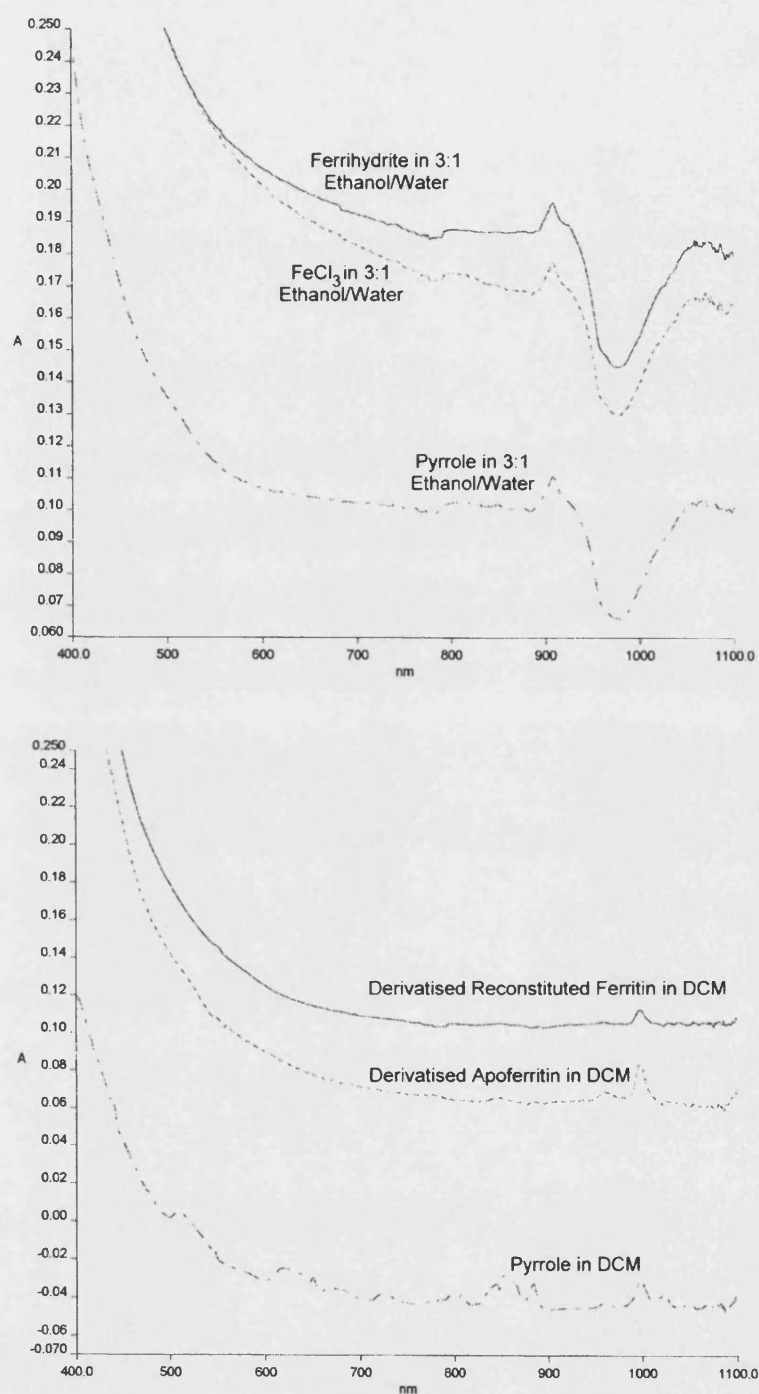 0.250
0.24
0.23
0.22
0.21
0.20
0.19
0.18
0.17
0.16
0.15
0.14
0.13
0.12
0.11
0.10
0.09
0.08
0.07
0.060
A
Ferrihydrite in 3:1
Ethanol/Water
FeCl₃ in 3:1
Ethanol/Water
Pyrrole in 3:1
Ethanol/Water
400.0 500 600 700 800 900 1000 1100.0
nm
0.250
0.24
0.22
0.20
0.18
0.16
0.14
0.12
0.10
A
0.08
0.06
0.04
0.02
0.00
-0.02
-0.04
-0.06
-0.070
Derivatised Reconstituted Ferritin in DCM
Derivatised Apoferritin in DCM
Pyrrole in DCM
400.0 500 600 700 800 900 1000 1100.0
nm